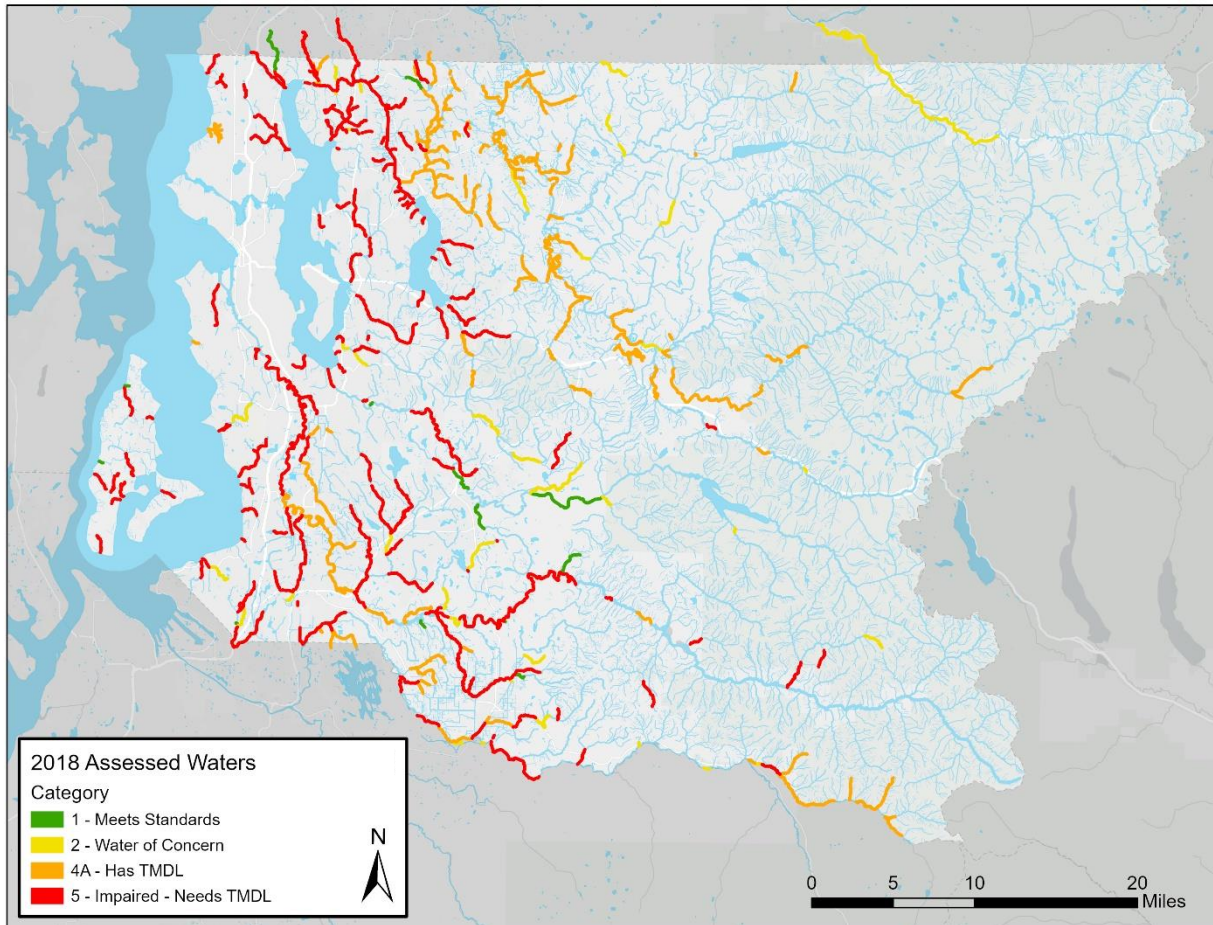 2018 Assessed Waters
Category
1 - Meets Standards
2 - Water of Concern
4A - Has TMDL
5 - Impaired - Needs TMDL
N
0 5 10 20
Miles